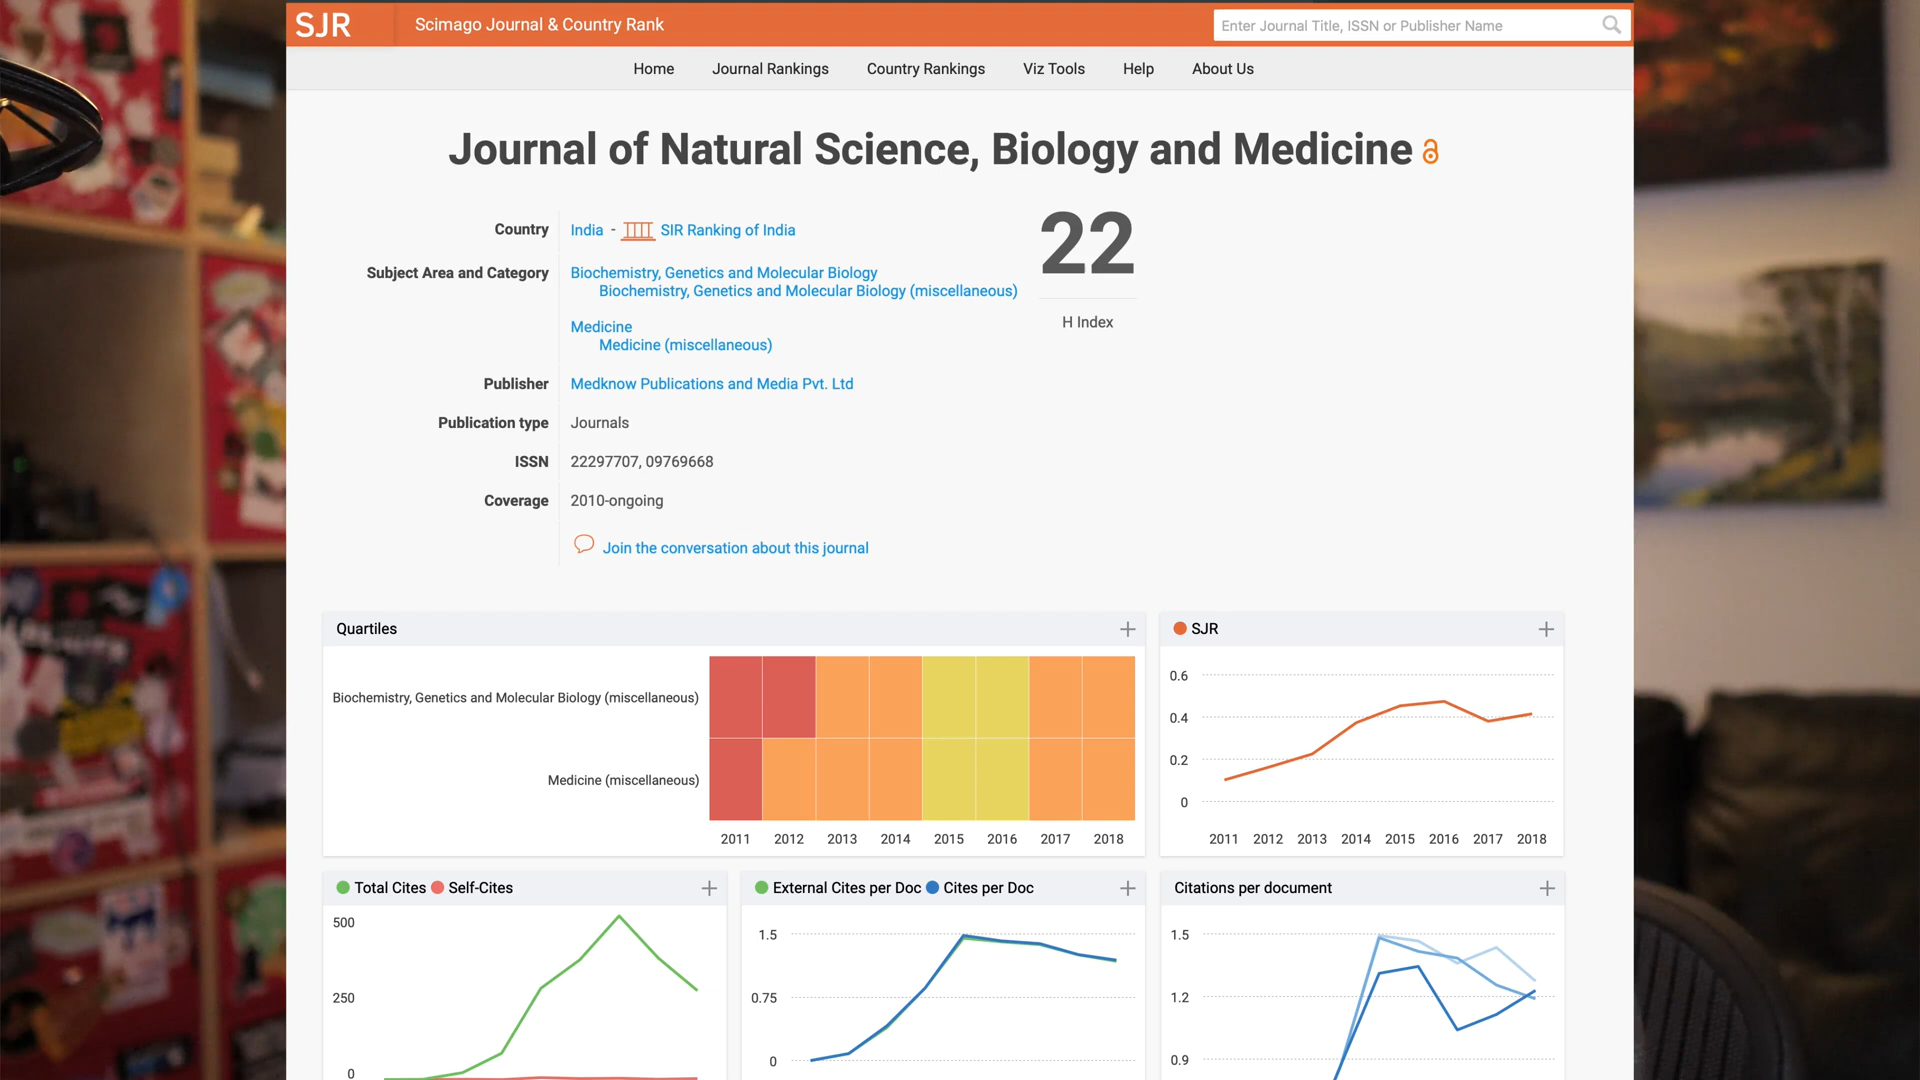 SJR
Scimago Journal & Country Rank
Enter Journal Title, ISSN or Publisher Name
Home
Journal Rankings
Country Rankings
Viz Tools
Help
About Us
Journal of Natural Science, Biology and Medicine
Country
India - SIR Ranking of India
22
H Index
Subject Area and Category
Biochemistry, Genetics and Molecular Biology
Biochemistry, Genetics and Molecular Biology (miscellaneous)
Medicine
Medicine (miscellaneous)
Publisher
Medknow Publications and Media Pvt. Ltd
Publication type
Journals
ISSN
22297707, 09769668
Coverage
2010-ongoing
Join the conversation about this journal
Quartiles
Biochemistry, Genetics and Molecular Biology (miscellaneous)
Medicine (miscellaneous)
2011 2012 2013 2014 2015 2016 2017 2018
SJR
0.6
0.4
0.2
0
2011 2012 2013 2014 2015 2016 2017 2018
Total Cites Self-Cites
500
250
0
External Cites per Doc Cites per Doc
1.5
0.75
0
Citations per document
1.5
1.2
0.9